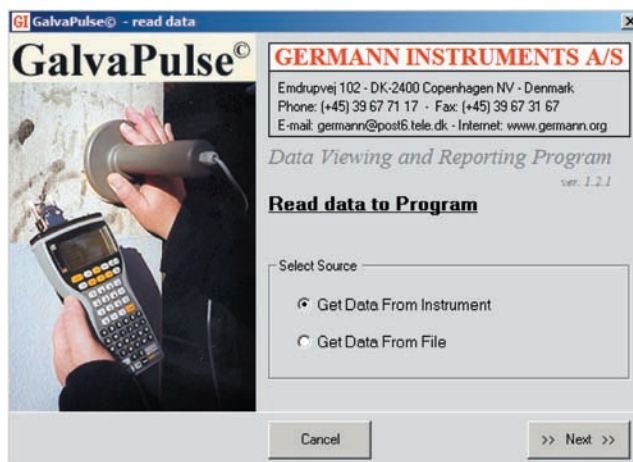 GI GalvaPulse© - read data
GalvaPulse©
GERMANN INSTRUMENTS A/S
Emdrupvej 102 - DK-2400 Copenhagen NV - Denmark
Phone: (+45) 39 67 71 17 - Fax: (+45) 39 67 31 67
E-mail: germann@post6.tele.dk - Internet: www.germann.org
Data Viewing and Reporting Program
ver. 1.2.1
Read data to Program
Select Source
Get Data From Instrument
Get Data From File
Cancel
>> Next >>